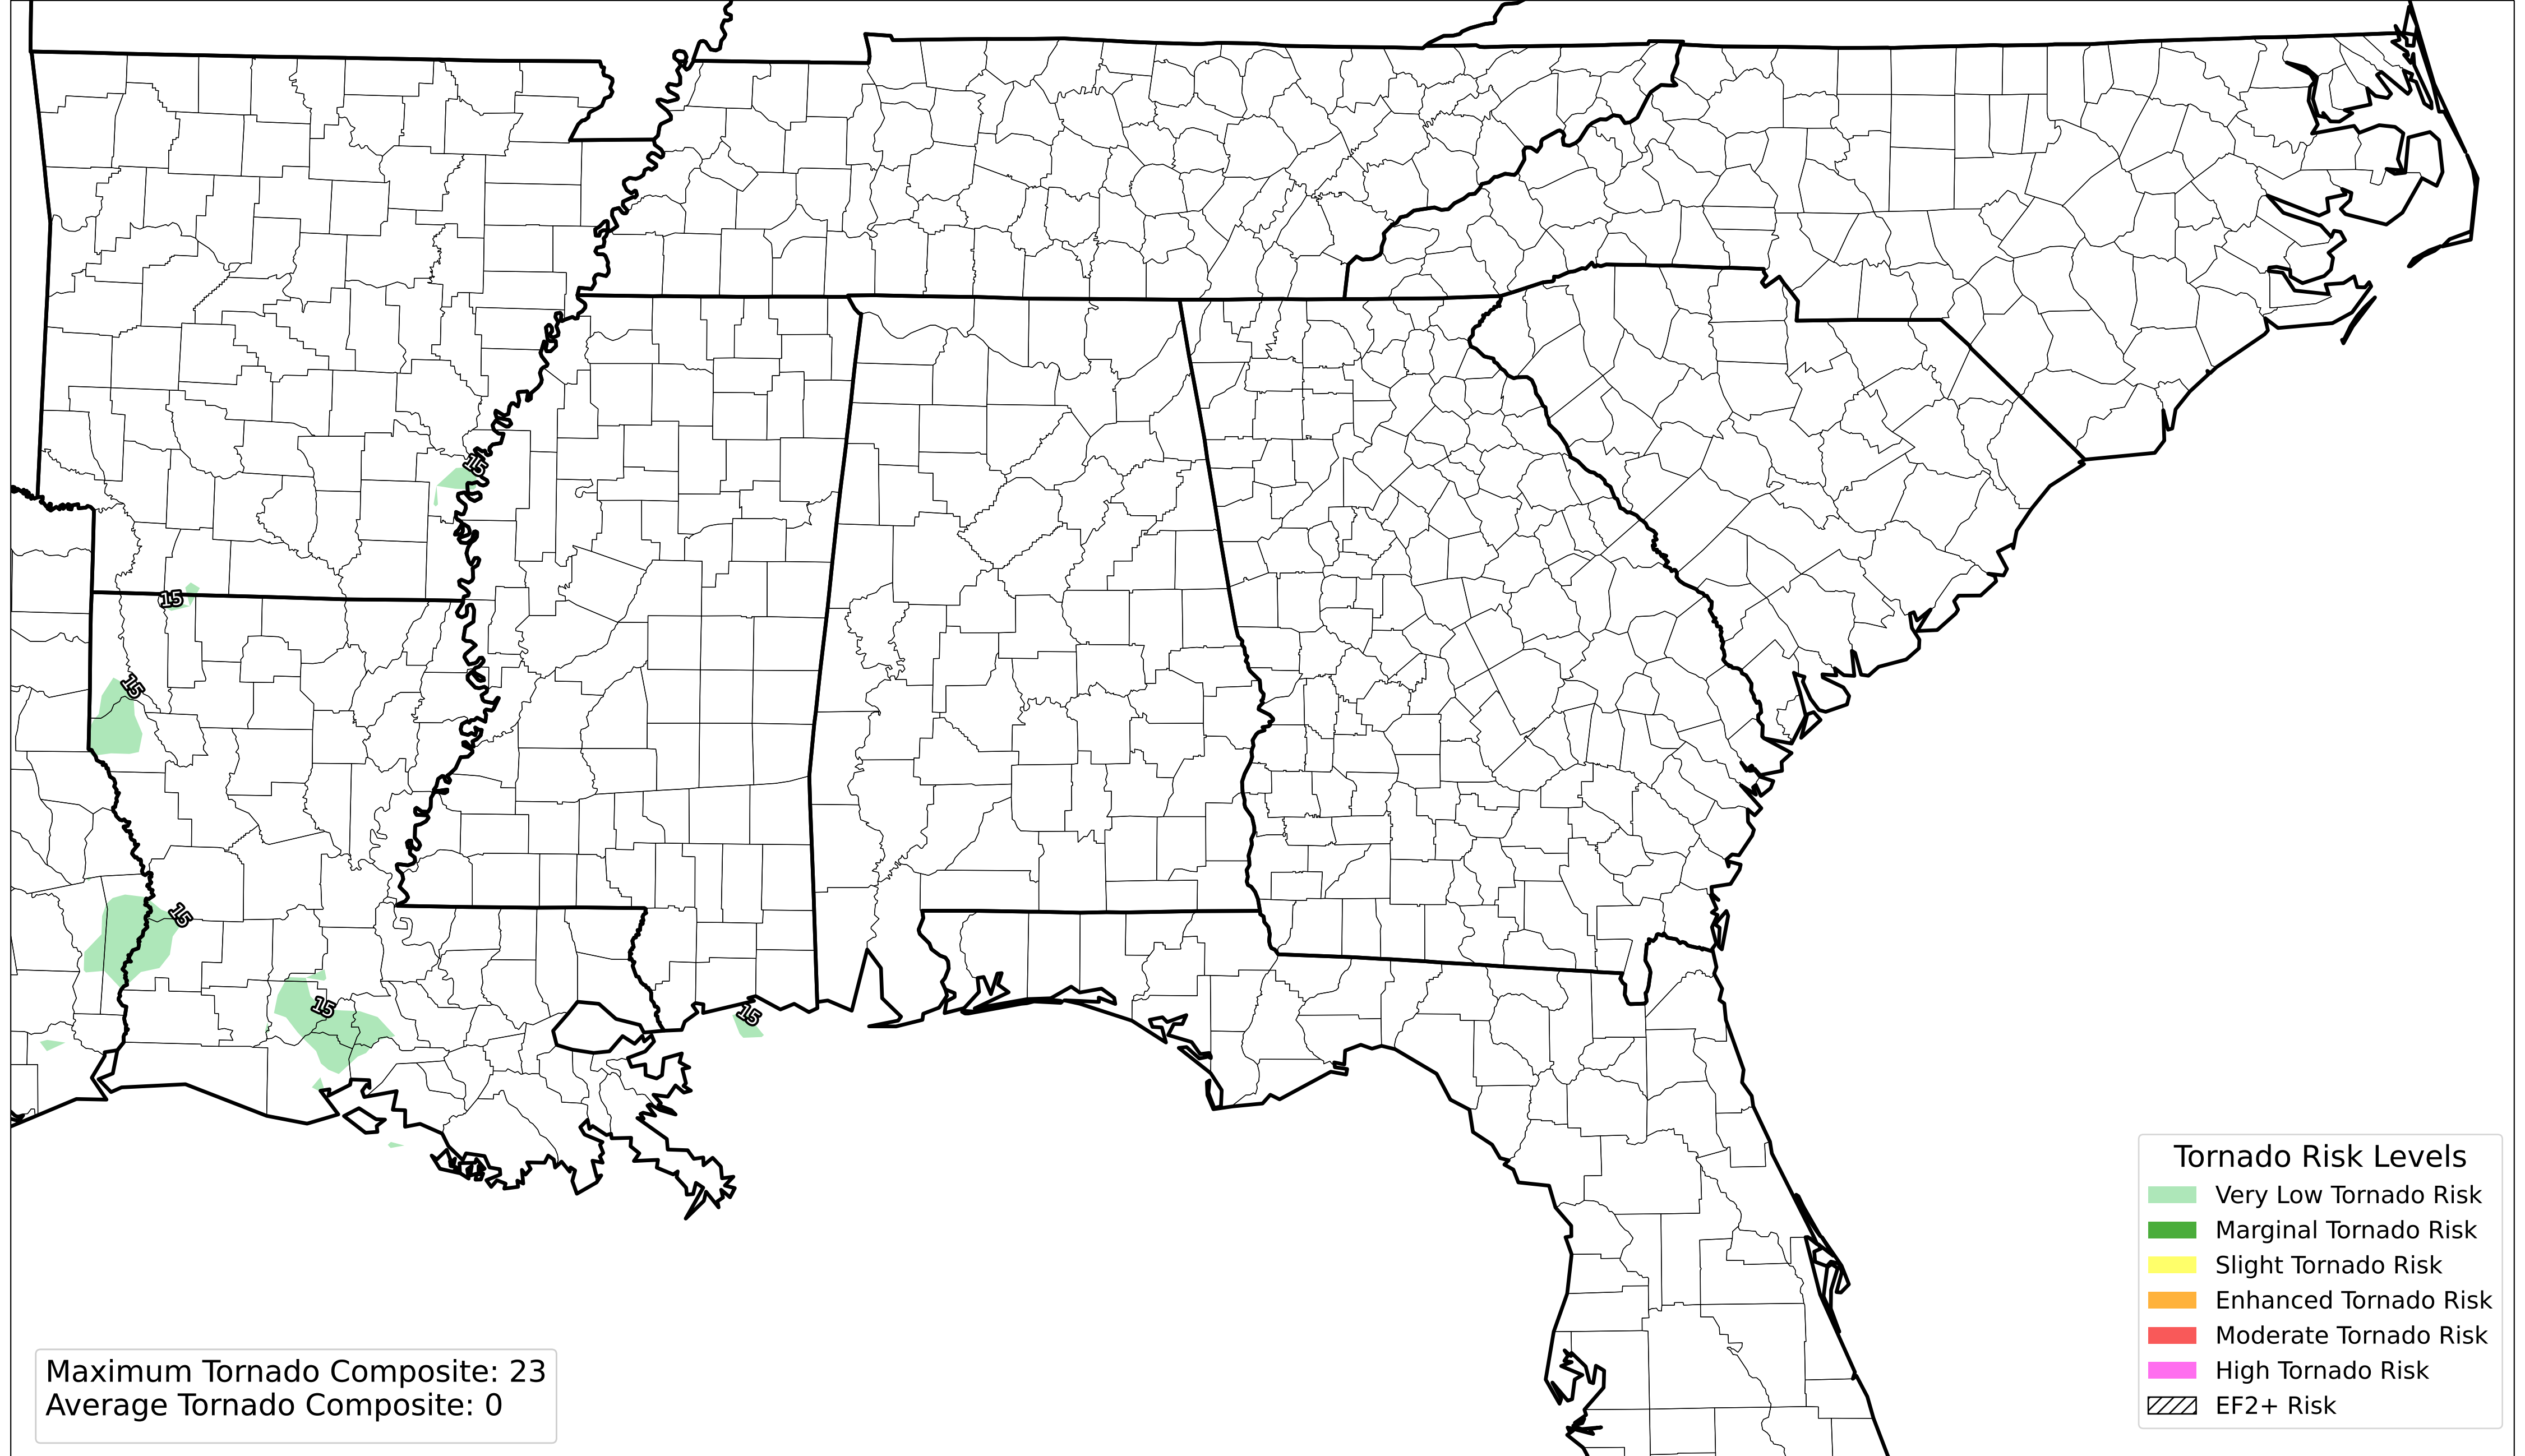 15
15
15
15
15
15
Tornado Risk Levels
Very Low Tornado Risk
Marginal Tornado Risk
Slight Tornado Risk
Enhanced Tornado Risk
Moderate Tornado Risk
High Tornado Risk
EF2+ Risk
Maximum Tornado Composite: 23
Average Tornado Composite: 0